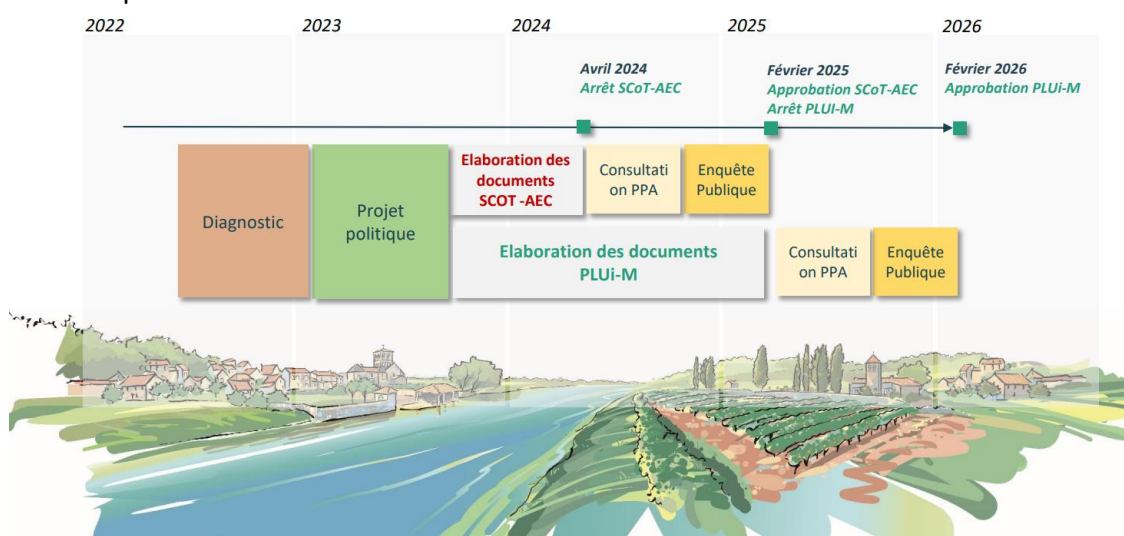 2022
2023
2024
2025
2026
Avril 2024
Arrêt SCoT-AEC
Février 2025
Approbation SCoT-AEC
Arrêt PLUI-M
Février 2026
Approbation PLUi-M
Diagnostic
Projet
politique
Elaboration des
documents
SCOT -AEC
Consultati
on PPA
Enquête
Publique
Elaboration des documents
PLUi-M
Consultati
on PPA
Enquête
Publique